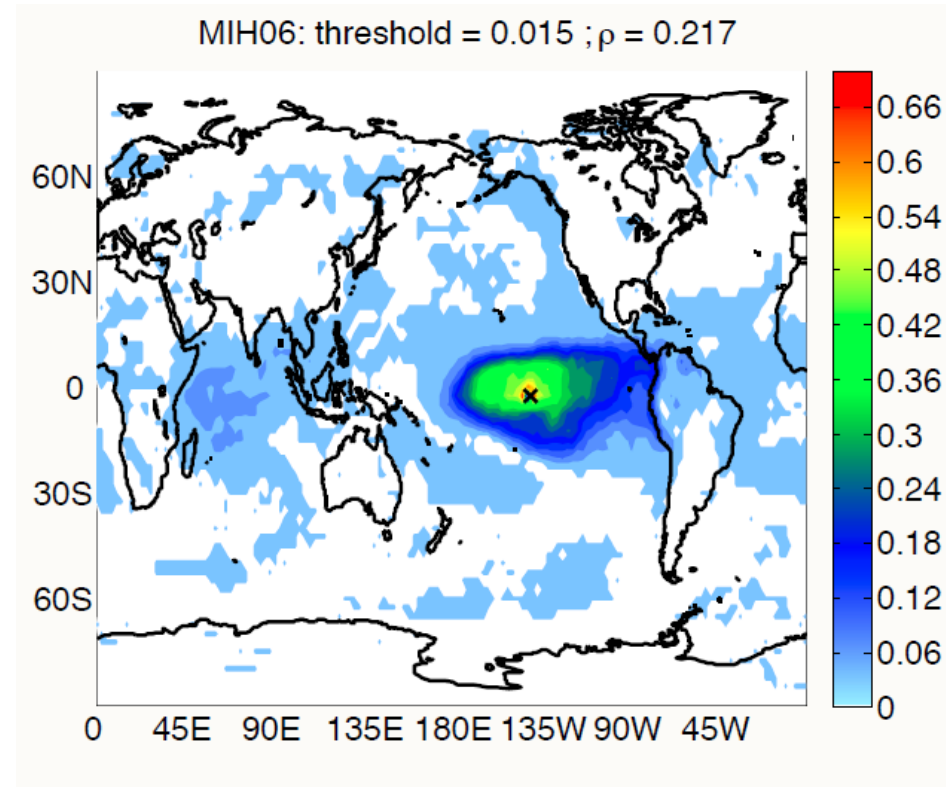 MIH06: threshold = 0.015 ; ρ = 0.217
60N
30N
0
30S
60S
0 45E 90E 135E 180E 135W 90W 45W
0.66
0.6
0.54
0.48
0.42
0.36
0.3
0.24
0.18
0.12
0.06
0